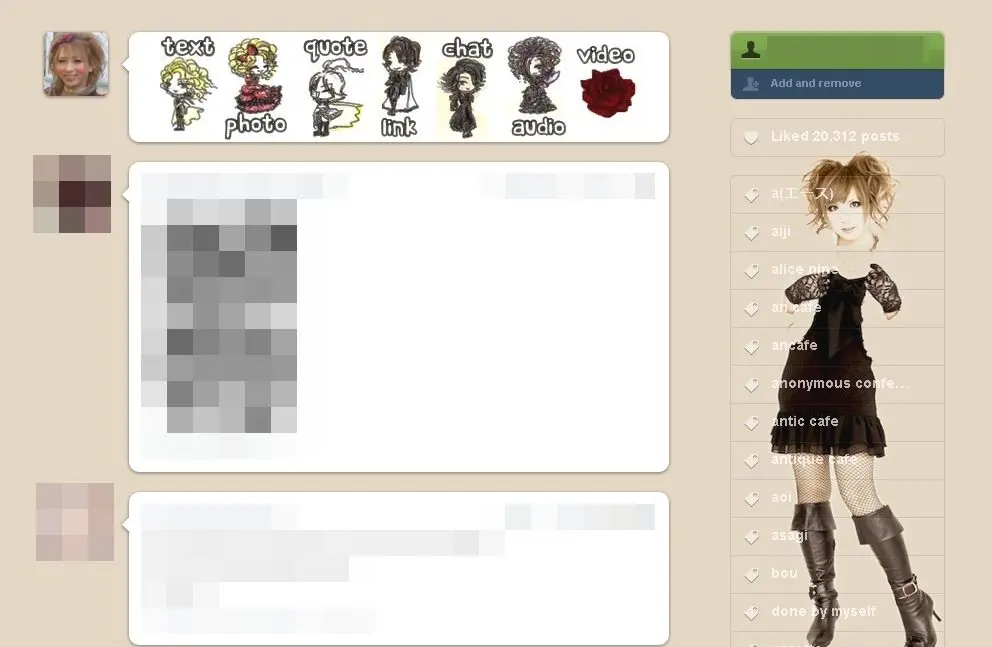 text
quote
chat
video
photo
link
audio
Add and remove
Liked 20,312 posts
a(エース)
aiji
alice nine
an cafe
ancafe
anonymous confe...
antic cafe
antique cafe
aoi
asagi
bou
done by myself